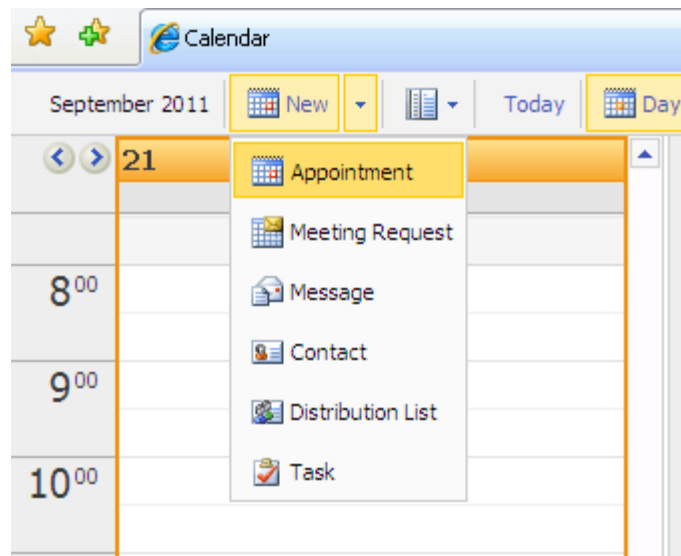 Calendar
September 2011 New Today Day
21
Appointment
Meeting Request
8 00 Message
Contact
9 00
Distribution List
10 00 Task